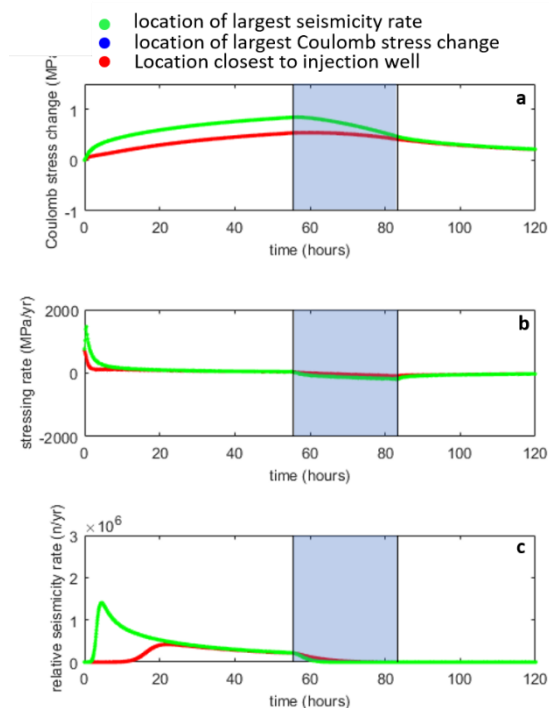 location of largest seismicity rate
location of largest Coulomb stress change
Location closest to injection well
Coulomb stress change
a
1
0
-1
0 20 40 60 80 100 120
time (hours)
stressing rate (MPa/yr)
b
2000
0
-2000
0 20 40 60 80 100 120
time (hours)
relative seismicity rate (n/yr)
× 10⁶
c
3
2
1
0
0 20 40 60 80 100 120
time (hours)